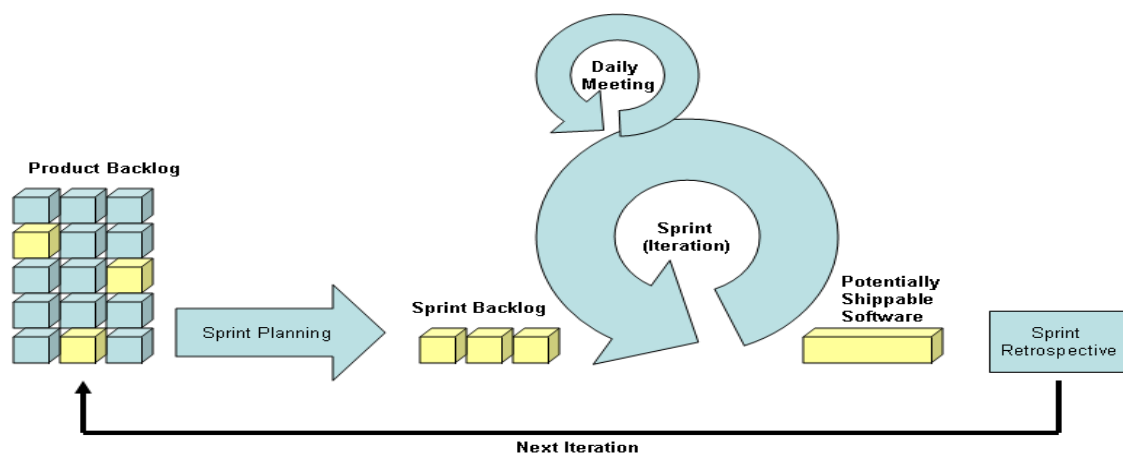 Daily
Meeting
Product Backlog
Sprint
(Iteration)
Sprint Planning
Sprint Backlog
Potentially
Shippable
Software
Sprint
Retrospective
Next Iteration